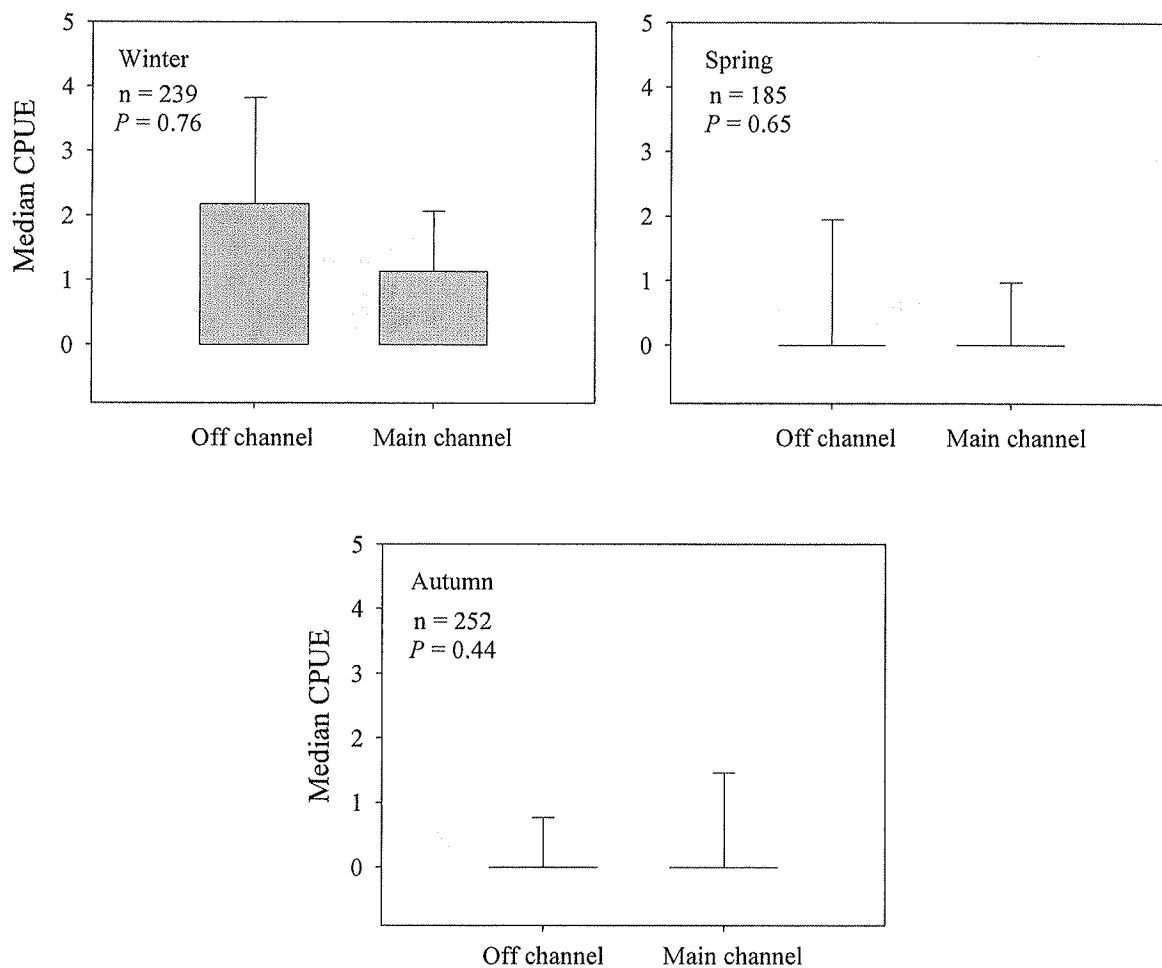 Median CPUE
5
4
3
2
1
0
Winter
n = 239
P = 0.76
Off channel
Main channel
5
4
3
2
1
0
Spring
n = 185
P = 0.65
Off channel
Main channel
Median CPUE
5
4
3
2
1
0
Autumn
n = 252
P = 0.44
Off channel
Main channel